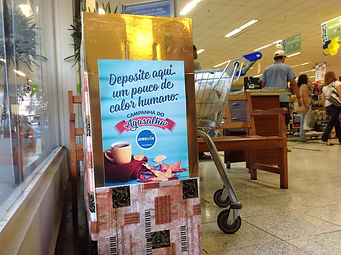 Deposite aqui
um pouco de
calor humano:
CAMPANHA DO
Agasalho